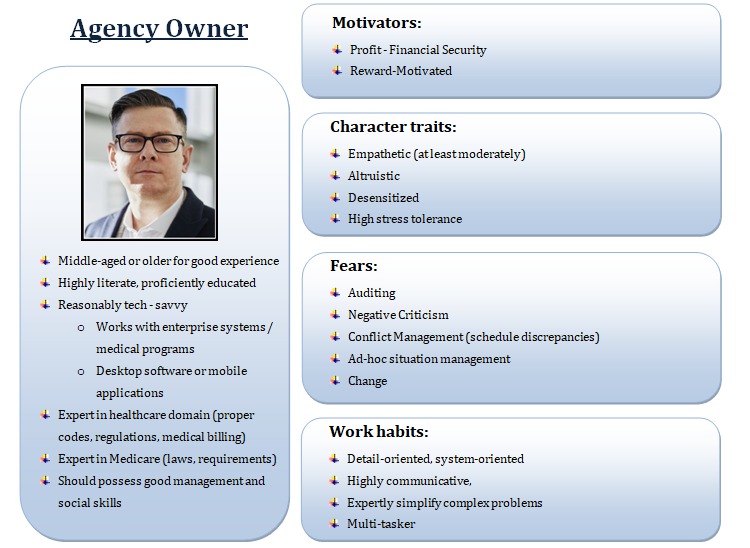 Agency Owner
Middle-aged or older for good experience
Highly literate, proficiently educated
Reasonably tech - savvy
o Works with enterprise systems /
medical programs
o Desktop software or mobile
applications
Expert in healthcare domain (proper
codes, regulations, medical billing)
Expert in Medicare (laws, requirements)
Should possess good management and
social skills
Motivators:
Profit - Financial Security
Reward-Motivated
Character traits:
Empathetic (at least moderately)
Altruistic
Desensitized
High stress tolerance
Fears:
Auditing
Negative Criticism
Conflict Management (schedule discrepancies)
Ad-hoc situation management
Change
Work habits:
Detail-oriented, system-oriented
Highly communicative,
Expertly simplify complex problems
Multi-tasker